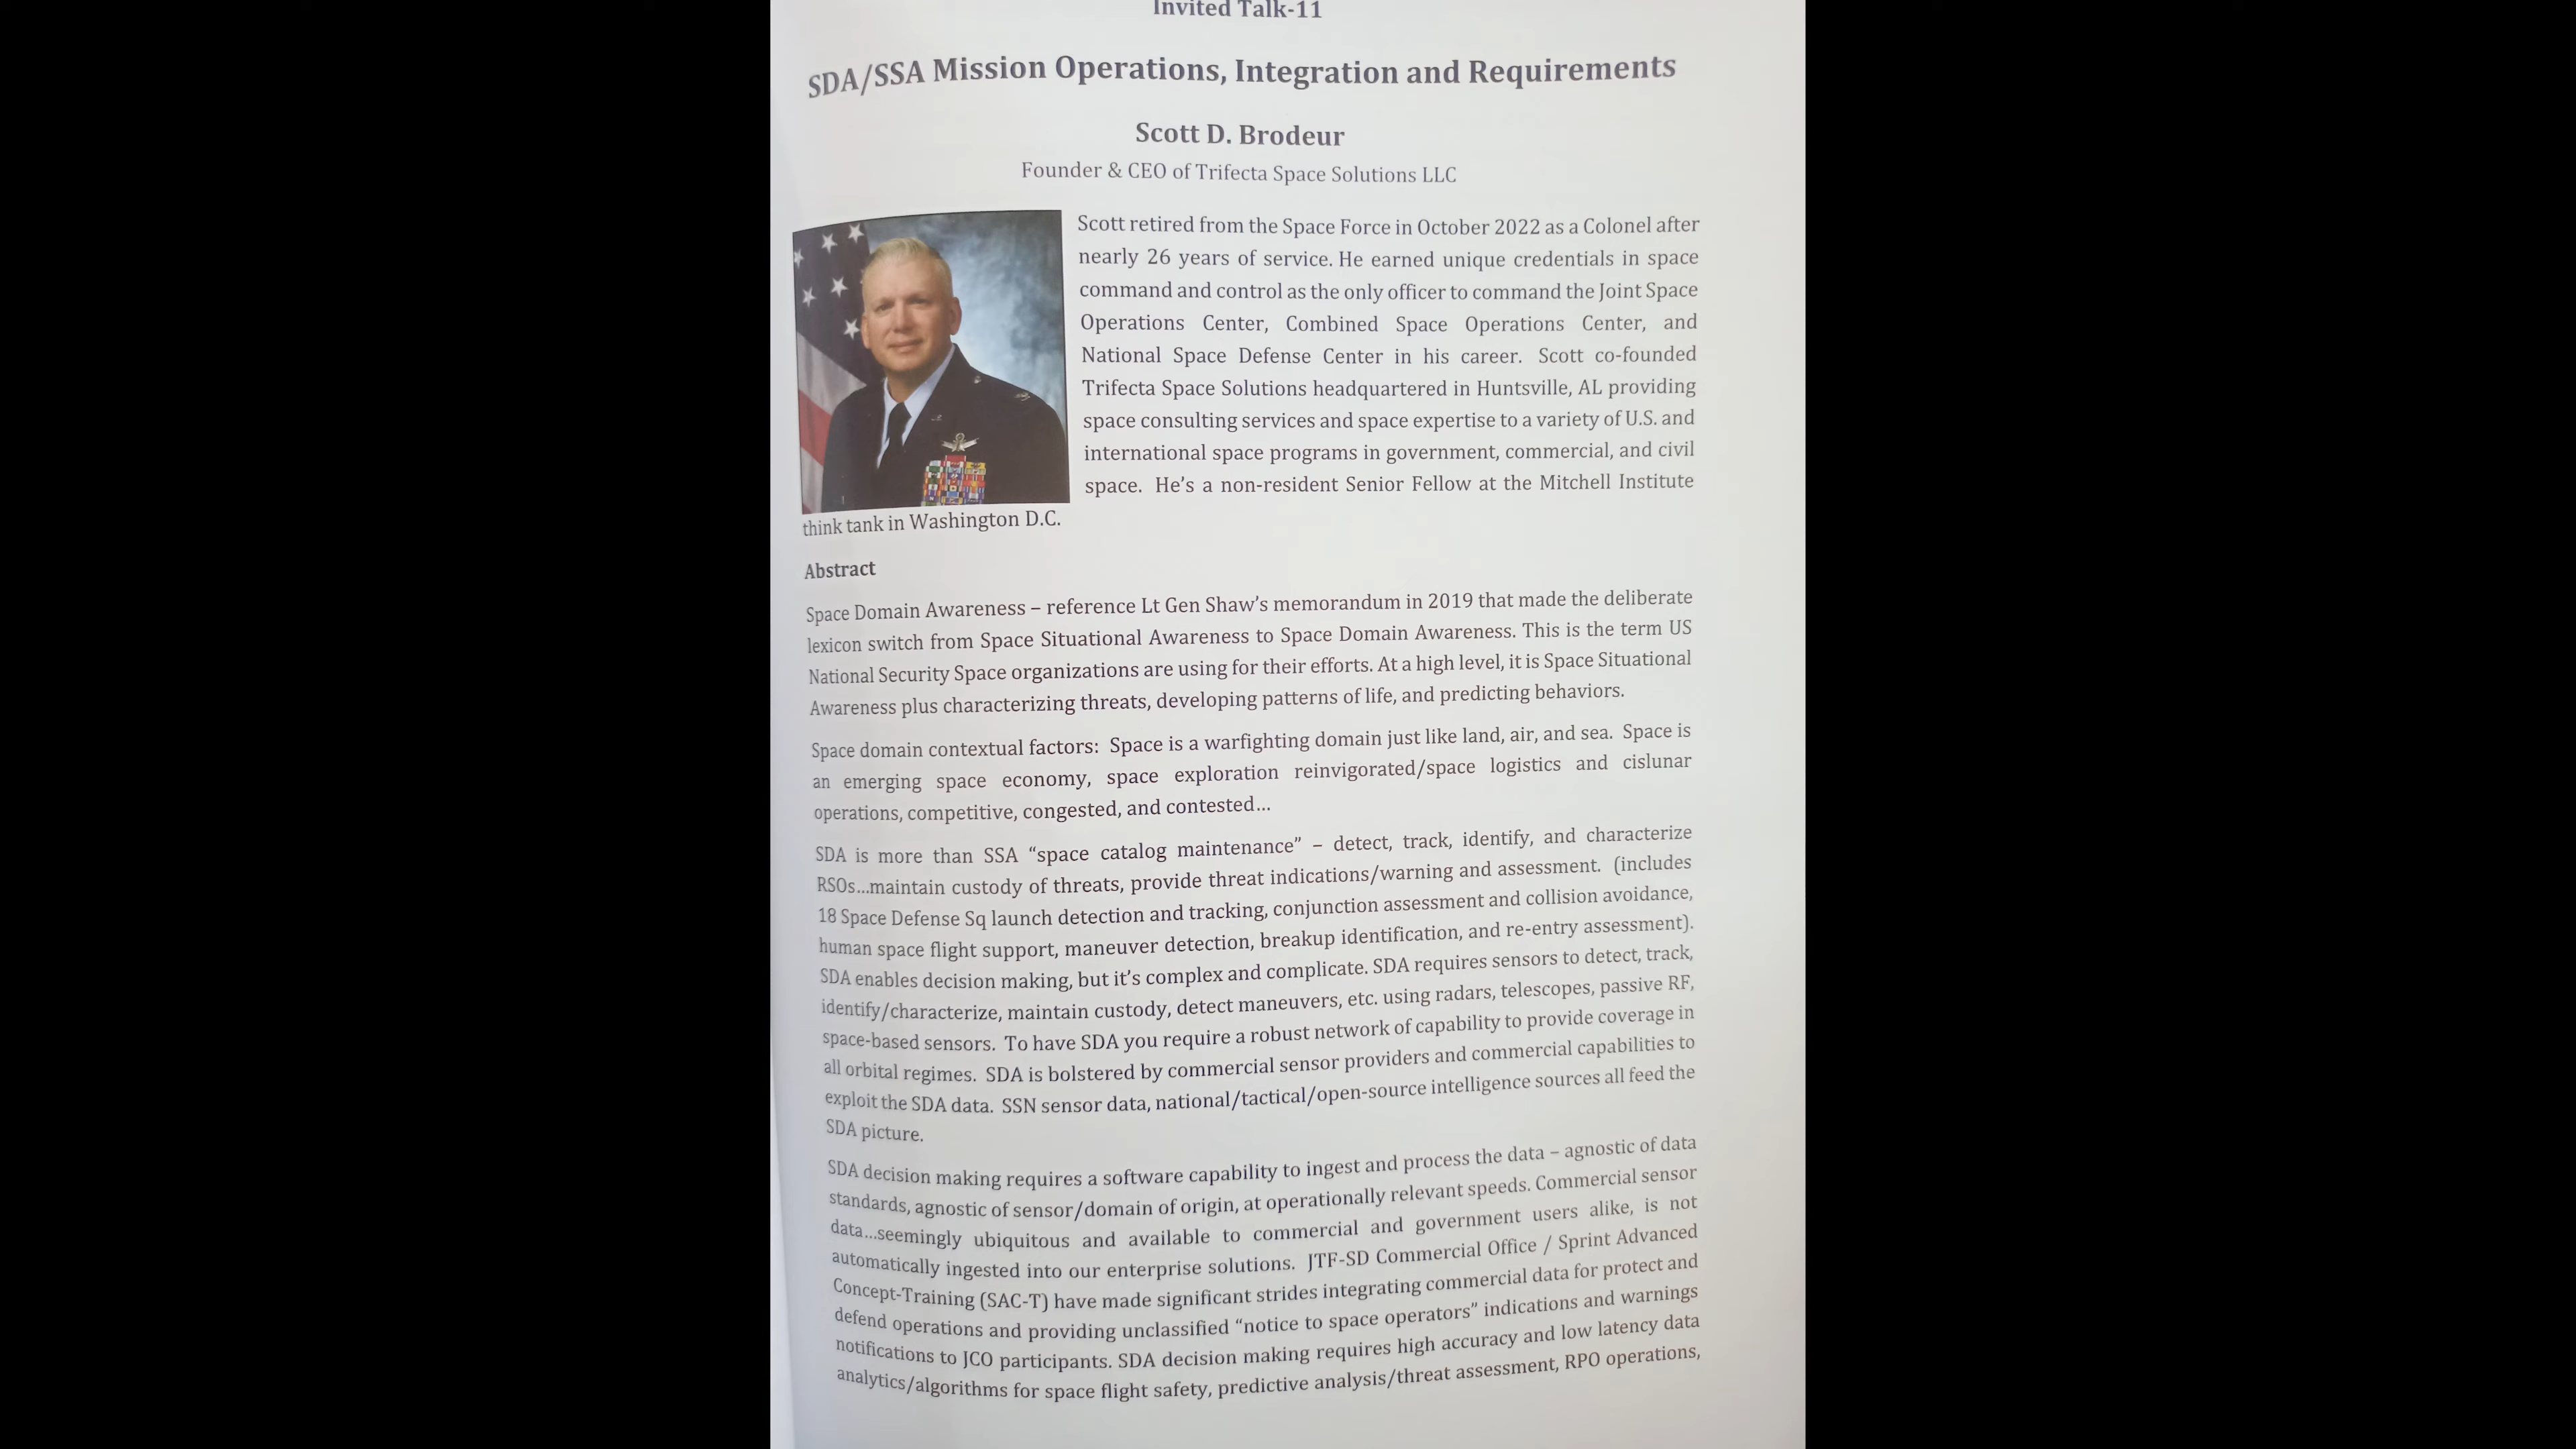 Invited Talk-11
SDA/SSA Mission Operations, Integration and Requirements
Scott D. Brodeur
Founder & CEO of Trifecta Space Solutions LLC
Scott retired from the Space Force in October 2022 as a Colonel after
nearly 26 years of service. He earned unique credentials in space
command and control as the only officer to command the Joint Space
Operations Center, Combined Space Operations Center, and
National Space Defense Center in his career. Scott co-founded
Trifecta Space Solutions headquartered in Huntsville, AL providing
space consulting services and space expertise to a variety of U.S. and
international space programs in government, commercial, and civil
space. He's a non-resident Senior Fellow at the Mitchell Institute
think tank in Washington D.C.
Abstract
Space Domain Awareness – reference Lt Gen Shaw's memorandum in 2019 that made the deliberate
lexicon switch from Space Situational Awareness to Space Domain Awareness. This is the term US
National Security Space organizations are using for their efforts. At a high level, it is Space Situational
Awareness plus characterizing threats, developing patterns of life, and predicting behaviors.
Space domain contextual factors: Space is a warfighting domain just like land, air, and sea. Space is
an emerging space economy, space exploration reinvigorated/space logistics and cislunar
operations, competitive, congested, and contested…
SDA is more than SSA “space catalog maintenance” – detect, track, identify, and characterize
RSOs…maintain custody of threats, provide threat indications/warning and assessment. (includes
18 Space Defense Sq launch detection and tracking, conjunction assessment and collision avoidance,
human space flight support, maneuver detection, breakup identification, and re-entry assessment).
SDA enables decision making, but it's complex and complicate. SDA requires sensors to detect, track,
identify/characterize, maintain custody, detect maneuvers, etc. using radars, telescopes, passive RF,
space-based sensors. To have SDA you require a robust network of capability to provide coverage in
all orbital regimes. SDA is bolstered by commercial sensor providers and commercial capabilities to
exploit the SDA data. SSN sensor data, national/tactical/open-source intelligence sources all feed the
SDA picture.
SDA decision making requires a software capability to ingest and process the data – agnostic of data
standards, agnostic of sensor/domain of origin, at operationally relevant speeds. Commercial sensor
data…seemingly ubiquitous and available to commercial and government users alike, is not
automatically ingested into our enterprise solutions. JTF-SD Commercial Office / Sprint Advanced
Concept-Training (SAC-T) have made significant strides integrating commercial data for protect and
defend operations and providing unclassified “notice to space operators” indications and warnings
notifications to JCO participants. SDA decision making requires high accuracy and low latency data
analytics/algorithms for space flight safety, predictive analysis/threat assessment, RPO operations,